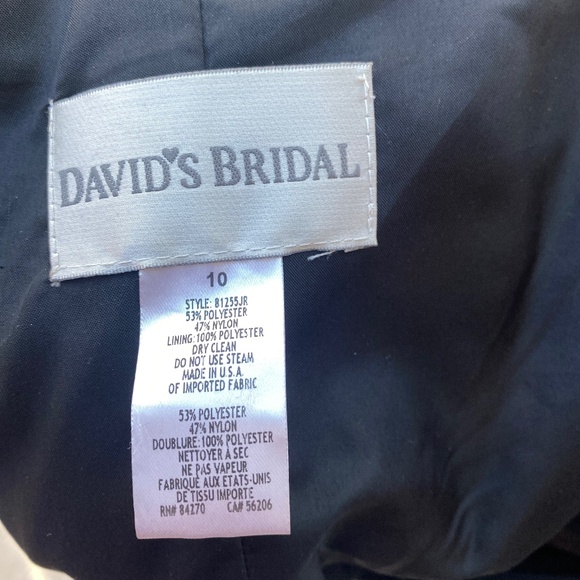 DAVID'S BRIDAL
10
STYLE: 81255JR
53% POLYESTER
47% NYLON
LINING: 100% POLYESTER
DRY CLEAN
DO NOT USE STEAM
MADE IN U.S.A.
OF IMPORTED FABRIC
53% POLYESTER
47% NYLON
DOUBLURE: 100% POLYESTER
NETTOYER À SEC
NE PAS VAPEUR
FABRIQUÉ AUX ETATS-UNIS
DE TISSU IMPORTE
RN# 84270 CA# 56206